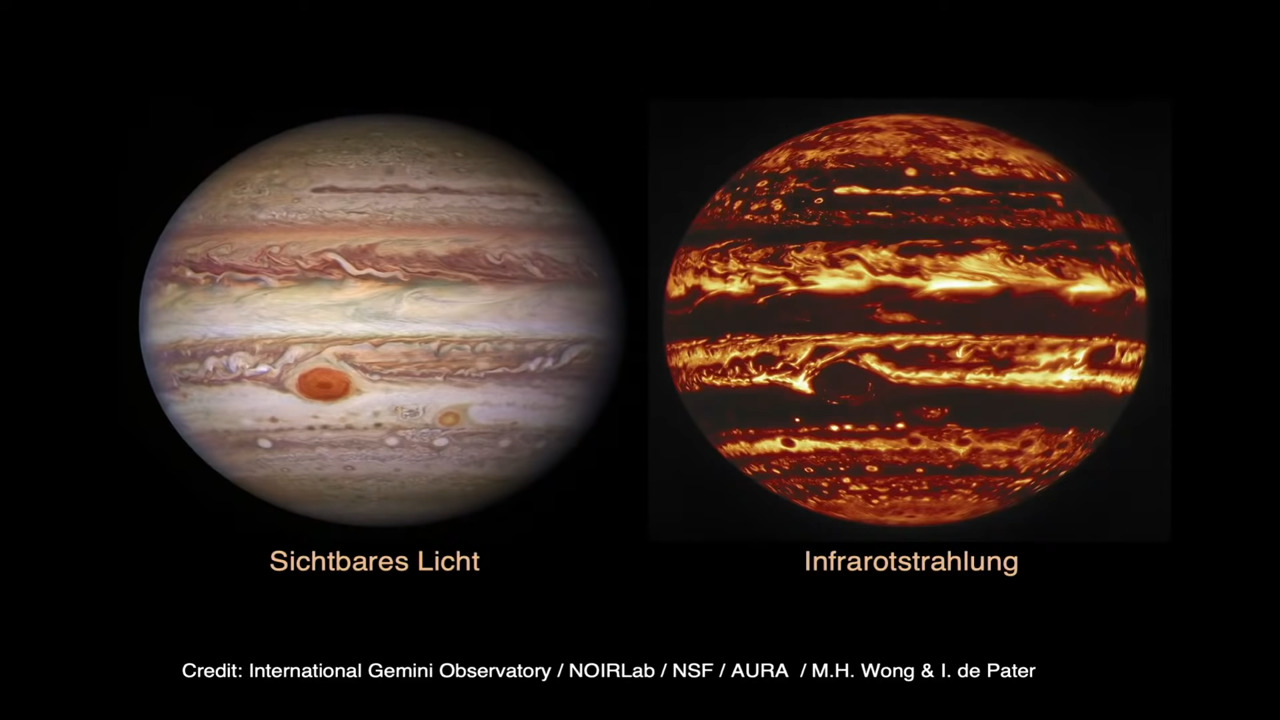 Sichtbares Licht
Infrarotstrahlung
Credit: International Gemini Observatory / NOIRLab / NSF / AURA / M.H. Wong & I. de Pater